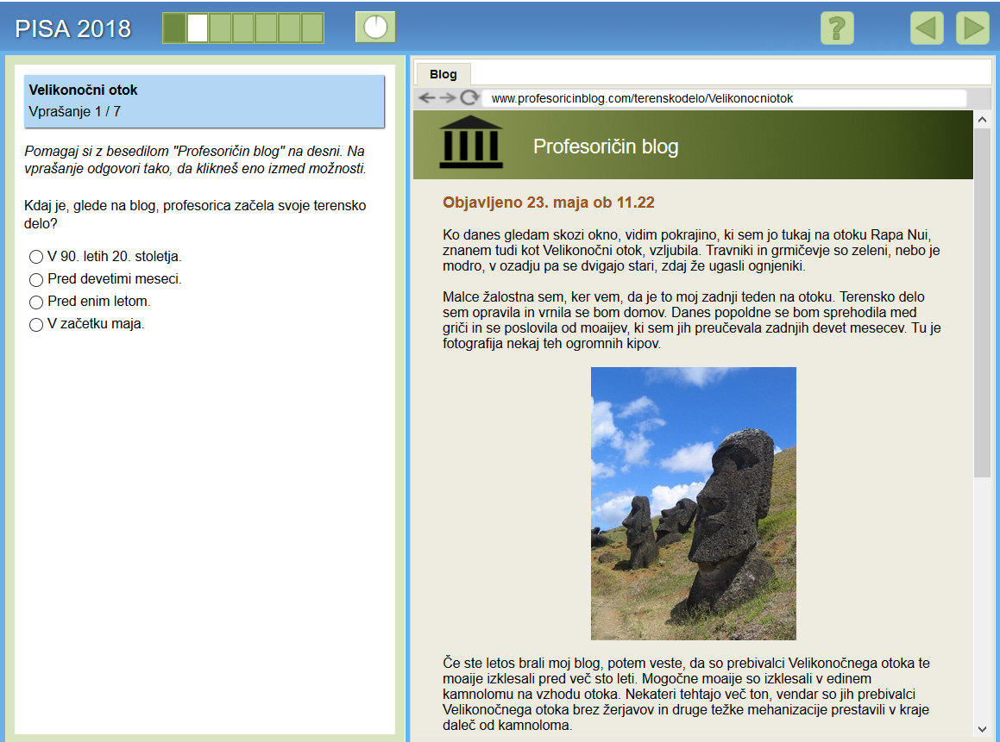 PISA 2018
?
Velikonočni otok
Vprašanje 1 / 7
Pomagaj si z besedilom "Profesoričin blog" na desni. Na
vprašanje odgovori tako, da klikneš eno izmed možnosti.
Kdaj je, glede na blog, profesorica začela svoje terensko
delo?
V 90. letih 20. stoletja.
Pred devetimi meseci.
Pred enim letom.
V začetku maja.
Blog
www.profesoricinblog.com/terenskodelo/Velikonocniotok
Profesoričin blog
Objavljeno 23. maja ob 11.22
Ko danes gledam skozi okno, vidim pokrajino, ki sem jo tukaj na otoku Rapa Nui,
znanem tudi kot Velikonočni otok, vzljubila. Travniki in grmičevje so zeleni, nebo je
modro, v ozadju pa se dvigajo stari, zdaj že ugasli ognjeniki.
Malce žalostna sem, ker vem, da je to moj zadnji teden na otoku. Terensko delo
sem opravila in vrnila se bom domov. Danes popoldne se bom sprehodila med
griči in se poslovila od moaijev, ki sem jih preučevala zadnjih devet mesecev. Tu je
fotografija nekaj teh ogromnih kipov.
Če ste letos brali moj blog, potem veste, da so prebivalci Velikonočnega otoka te
moaije izklesali pred več sto leti. Mogočne moaije so izklesali v edinem
kamnolomu na vzhodu otoka. Nekateri tehtajo več ton, vendar so jih prebivalci
Velikonočnega otoka brez žerjavov in druge težke mehanizacije prestavili v kraje
daleč od kamnoloma.